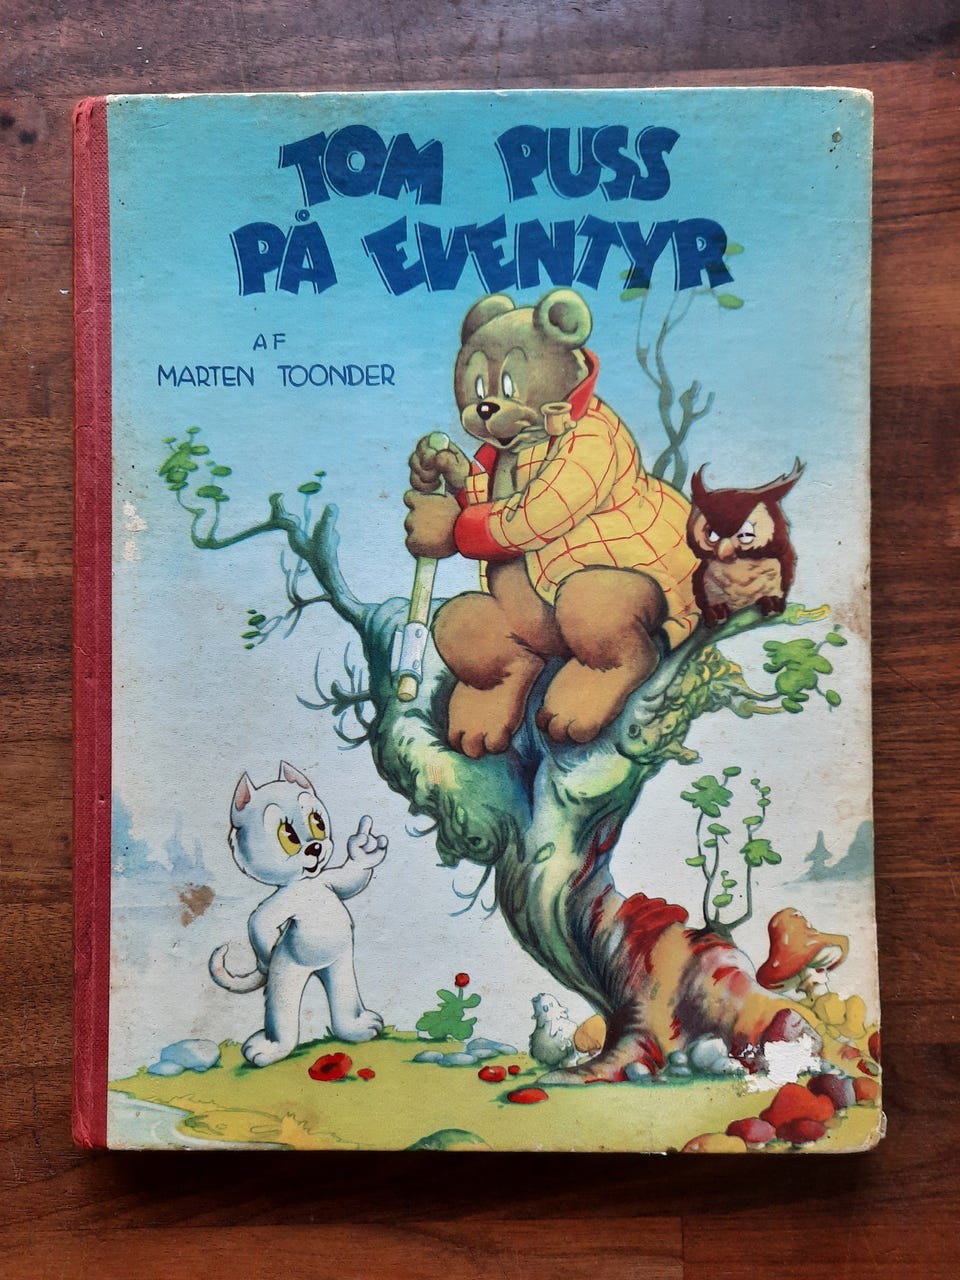 TOM PUSS
PÅ EVENTYR
AF
MARTEN TOONDER